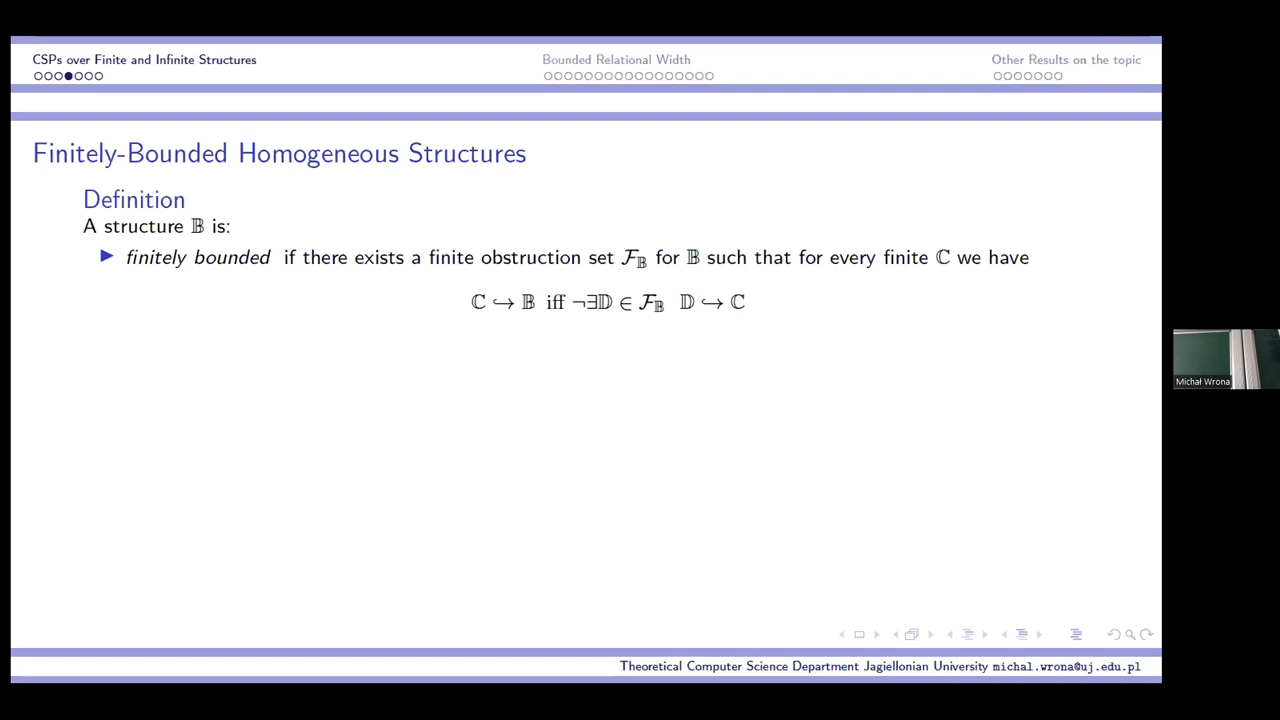 CSPs over Finite and Infinite Structures
Bounded Relational Width
Other Results on the topic
Finitely-Bounded Homogeneous Structures
Definition
A structure 𝔹 is:
▶ finitely bounded if there exists a finite obstruction set ℱ_𝔹 for 𝔹 such that for every finite ℂ we have
ℂ ↪ 𝔹 iff ¬∃𝔻 ∈ ℱ_𝔹 𝔻 ↪ ℂ
Michał Wrona
Theoretical Computer Science Department Jagiellonian University michal.wrona@uj.edu.pl